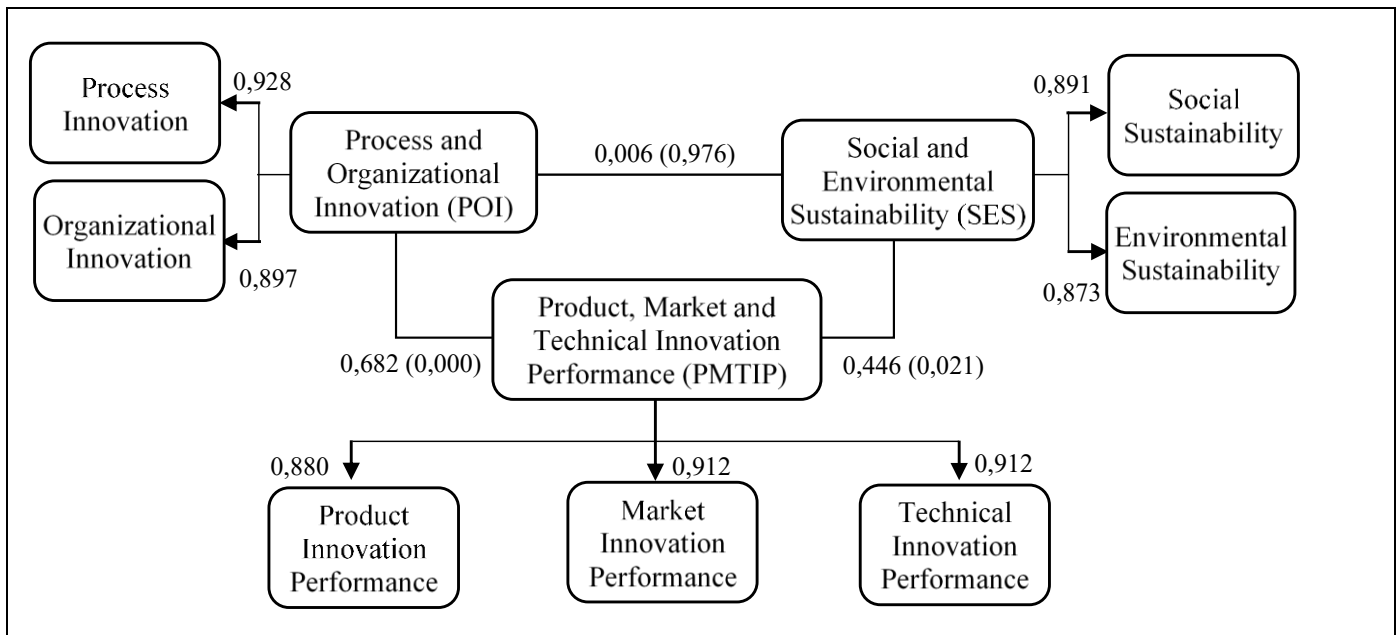 Process
Innovation
0,928
Organizational
Innovation
0,897
Process and
Organizational
Innovation (POI)
0,006 (0,976)
Social and
Environmental
Sustainability (SES)
0,891
Social
Sustainability
Environmental
Sustainability
0,873
0,682 (0,000)
Product, Market and
Technical Innovation
Performance (PMTIP)
0,446 (0,021)
0,880
0,912
0,912
Product
Innovation
Performance
Market
Innovation
Performance
Technical
Innovation
Performance